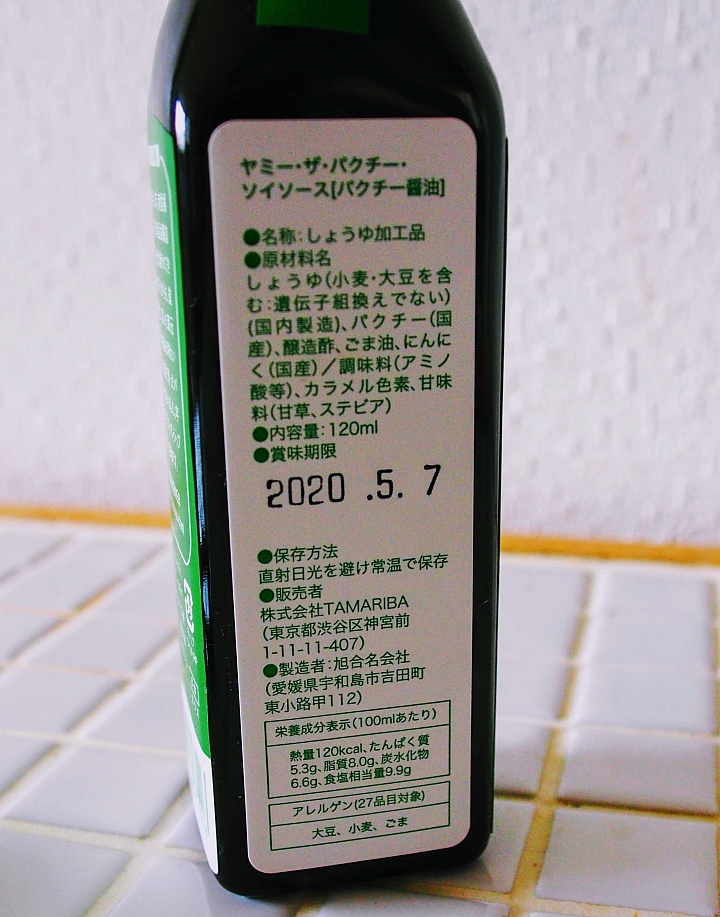 ヤミー・ザ・パクチー・
ソイソース[パクチー醤油]
●名称:しょうゆ加工品
●原材料名
しょうゆ(小麦・大豆を含
む:遺伝子組換えでない)
(国内製造)、パクチー(国
産)、醸造酢、ごま油、にんに
く(国産)／調味料(アミノ
酸等)、カラメル色素、甘味
料(甘草、ステビア)
●内容量:120ml
●賞味期限
2020 .5. 7
●保存方法
直射日光を避け常温で保存
●販売者
株式会社TAMARIBA
(東京都渋谷区神宮前
1-11-11-407)
●製造者:旭合名会社
(愛媛県宇和島市吉田町
東小路甲112)
栄養成分表示(100mlあたり)
熱量120kcal、たんぱく質
5.3g、脂質8.0g、炭水化物
6.6g、食塩相当量9.9g
アレルゲン(27品目対象)
大豆、小麦、ごま